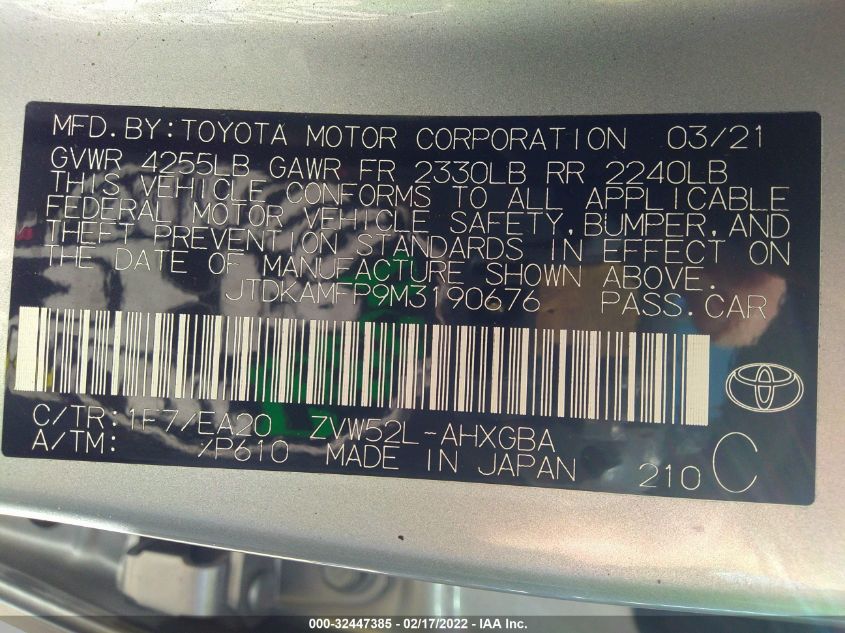 MFD.BY:TOYOTA MOTOR CORPORATION 03/21
GVWR 4255LB GAWR FR 2330LB RR 2240LB
THIS VEHICLE CONFORMS TO ALL APPLICABLE
FEDERAL MOTOR VEHICLE SAFETY,BUMPER,AND
THEFT PREVENTION STANDARDS IN EFFECT ON
THE DATE OF MANUFACTURE SHOWN ABOVE.
JTDKAMFP9M3190676 PASS.CAR
C/TR:1F7/EA20 ZVW52L-AHXGBA
A/TM: /P610 MADE IN JAPAN 210 C
000-32447385 - 02/17/2022 - IAA Inc.